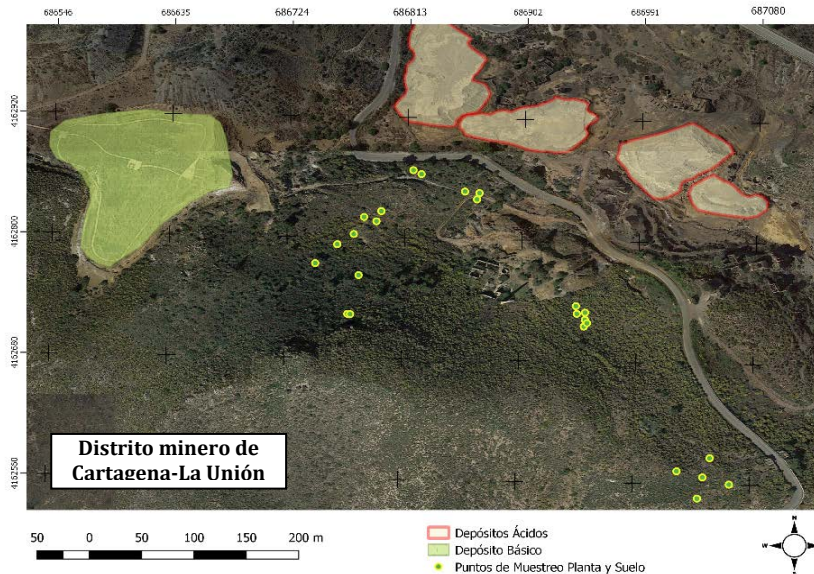 686546 686635 686724 686813 686902 686991 687080
4162920
4162800
4162680
4162560
Distrito minero de
Cartagena-La Unión
50 0 50 100 150 200 m
Depósitos Ácidos
Depósito Básico
Puntos de Muestreo Planta y Suelo
N
W E